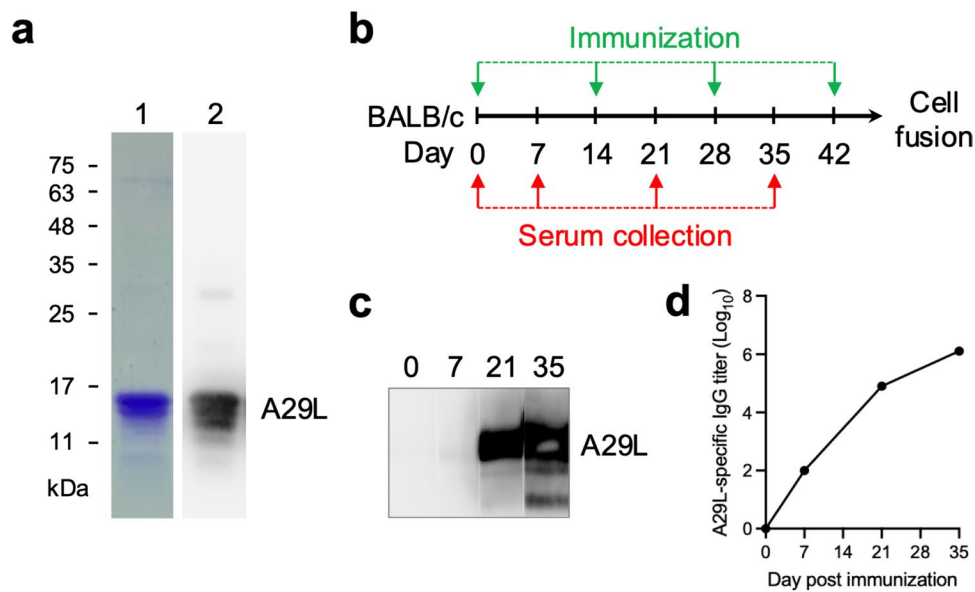 a
1 2
75
63
48
35
25
17
11
kDa
A29L
b
Immunization
BALB/c
Day 0 7 14 21 28 35 42
Cell
fusion
Serum collection
c
0 7 21 35
A29L
d
A29L-specific IgG titer (Log₁₀)
8
6
4
2
0
0 7 14 21 28 35
Day post immunization